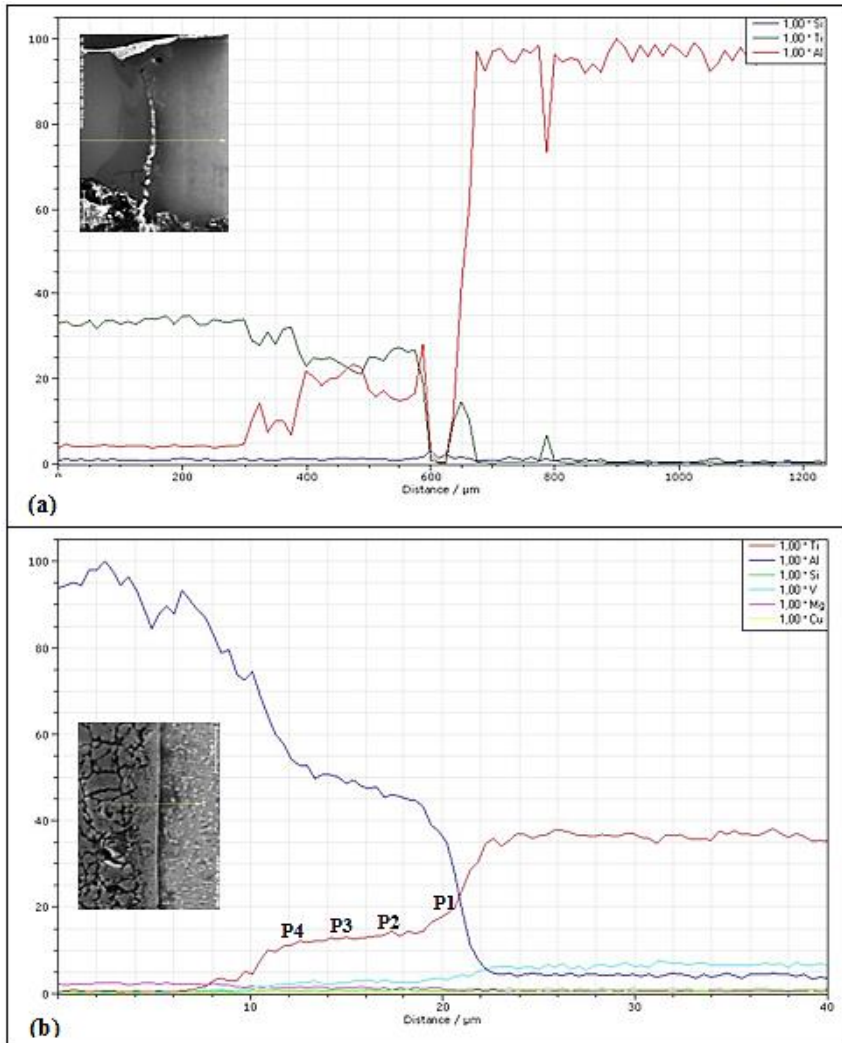 100
80
60
40
20
0
0
200
400
600
800
1000
1200
Distance / µm
1,00 * Si
1,00 * Ti
1,00 * Al
(a)
100
80
60
40
20
0
10
20
30
40
Distance / µm
1,00 * Ti
1,00 * Al
1,00 * Si
1,00 * V
1,00 * Mg
1,00 * Cu
P4
P3
P2
P1
(b)